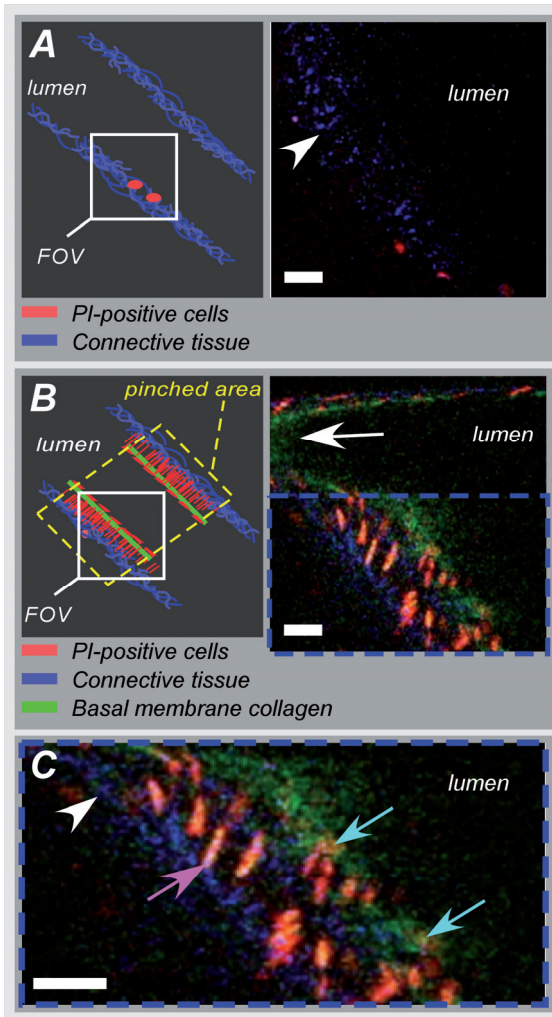 A
lumen
FOV
lumen
PI-positive cells
Connective tissue
B
pinched area
lumen
FOV
lumen
PI-positive cells
Connective tissue
Basal membrane collagen
C
lumen